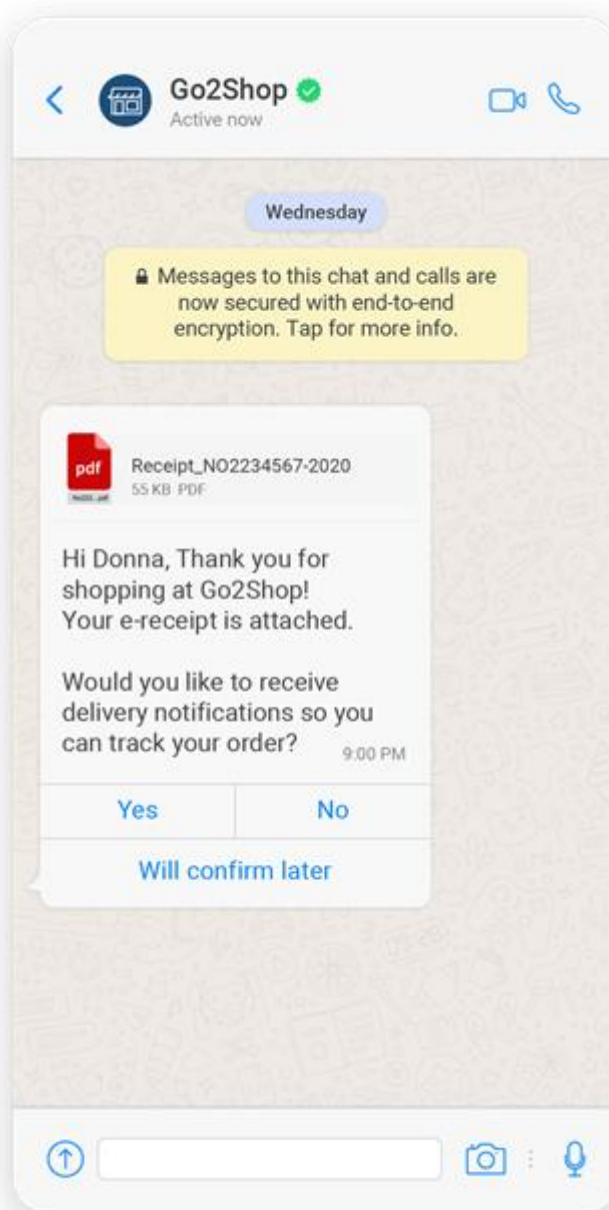 Go2Shop
Active now
Wednesday
Messages to this chat and calls are
now secured with end-to-end
encryption. Tap for more info.
pdf
Receipt_NO2234567-2020
55 KB PDF
Hi Donna, Thank you for
shopping at Go2Shop!
Your e-receipt is attached.
Would you like to receive
delivery notifications so you
can track your order?
9:00 PM
Yes
No
Will confirm later